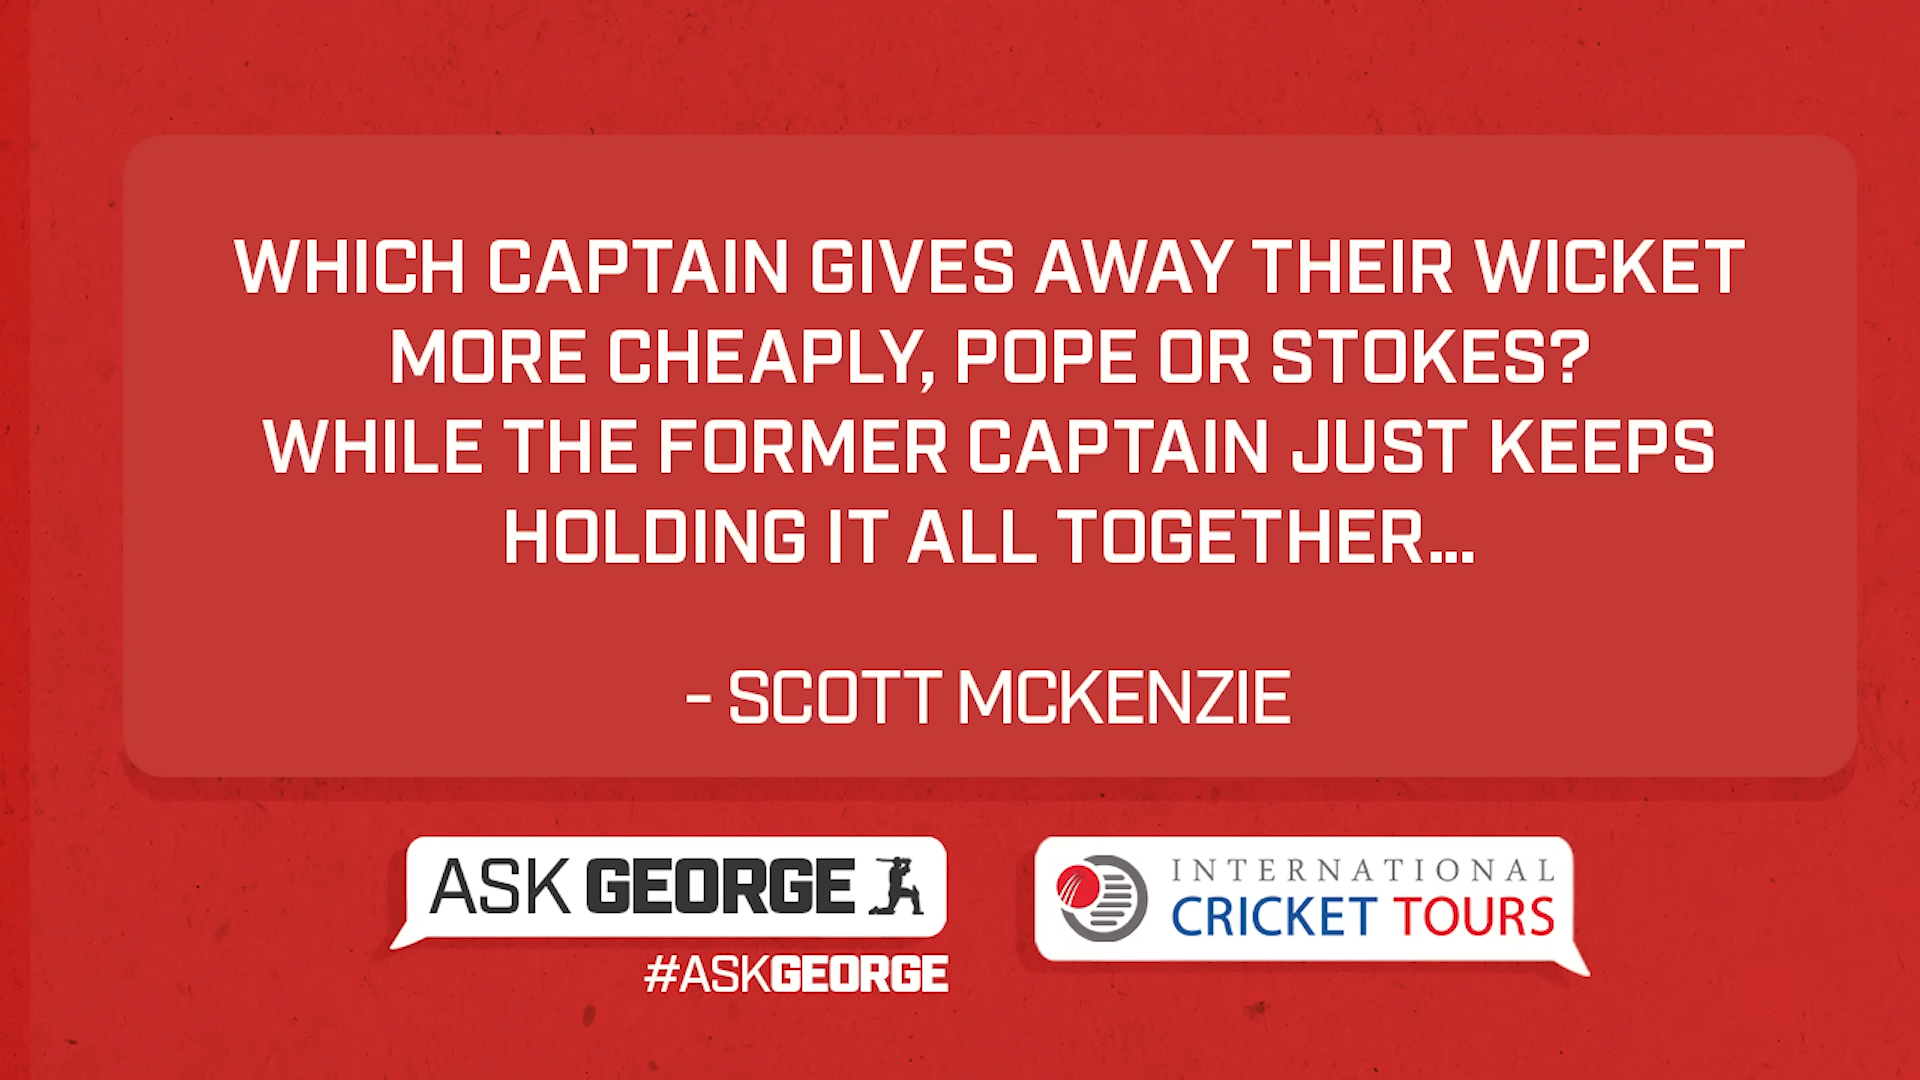 WHICH CAPTAIN GIVES AWAY THEIR WICKET
MORE CHEAPLY, POPE OR STOKES?
WHILE THE FORMER CAPTAIN JUST KEEPS
HOLDING IT ALL TOGETHER...
- SCOTT MCKENZIE
ASK GEORGE
#ASKGEORGE
INTERNATIONAL
CRICKET TOURS